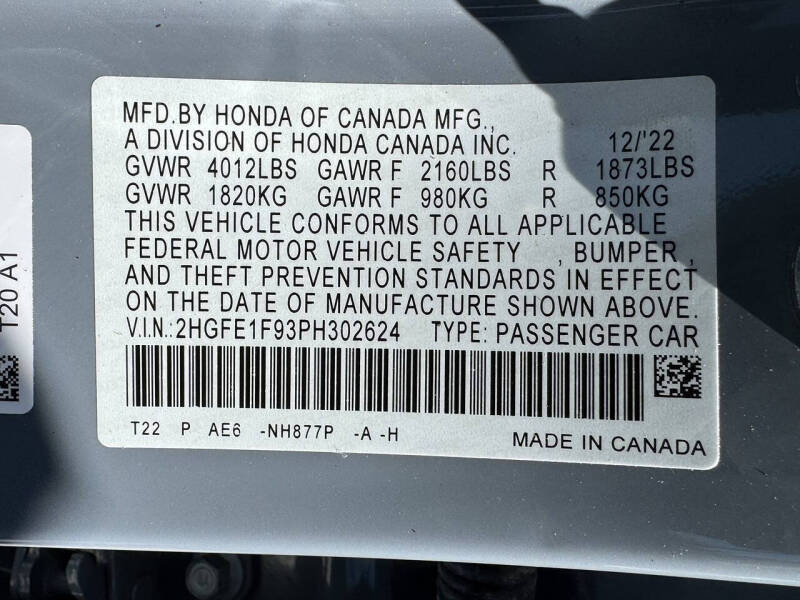 MFD.BY HONDA OF CANADA MFG.,
A DIVISION OF HONDA CANADA INC. 12/'22
GVWR 4012LBS GAWR F 2160LBS R 1873LBS
GVWR 1820KG GAWR F 980KG R 850KG
THIS VEHICLE CONFORMS TO ALL APPLICABLE
FEDERAL MOTOR VEHICLE SAFETY , BUMPER ,
AND THEFT PREVENTION STANDARDS IN EFFECT
ON THE DATE OF MANUFACTURE SHOWN ABOVE.
V.I.N.:2HGFE1F93PH302624 TYPE: PASSENGER CAR
T22 P AE6 -NH877P -A -H
MADE IN CANADA
T20 A1